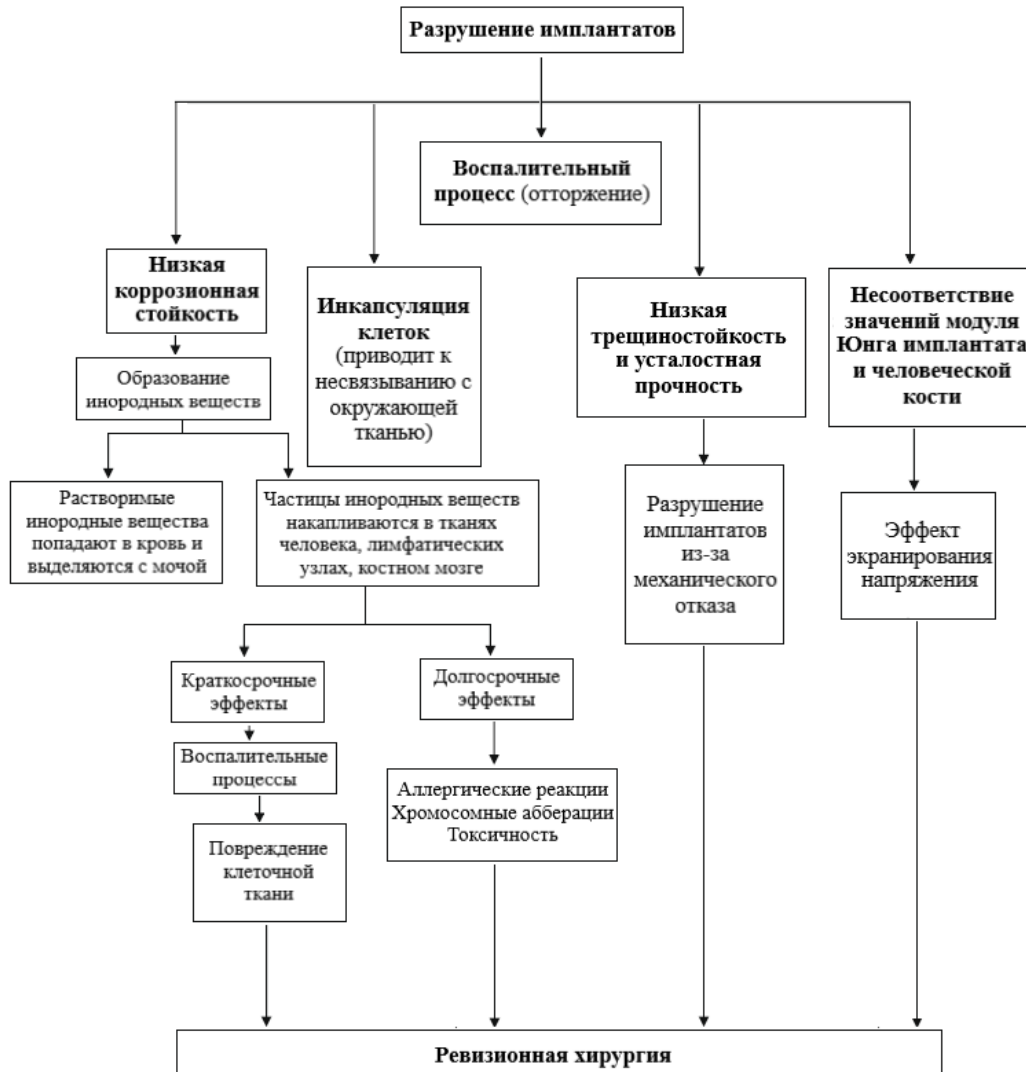 Разрушение имплантатов
Воспалительный
процесс (отторжение)
Низкая
коррозионная
стойкость
Инкапсуляция
клеток
(приводит к
несвязыванию с
окружающей
тканью)
Низкая
трещиностойкость
и усталостная
прочность
Несоответствие
значений модуля
Юнга имплантата
и человеческой
кости
Образование
инородных веществ
Растворимые
инородные вещества
попадают в кровь и
выделяются с мочой
Частицы инородных веществ
накапливаются в тканях
человека, лимфатических
узлах, костном мозге
Разрушение
имплантатов
из-за
механического
отказа
Эффект
экранирования
напряжения
Краткосрочные
эффекты
Долгосрочные
эффекты
Воспалительные
процессы
Аллергические реакции
Хромосомные абберации
Токсичность
Повреждение
клеточной
ткани
Ревизионная хирургия